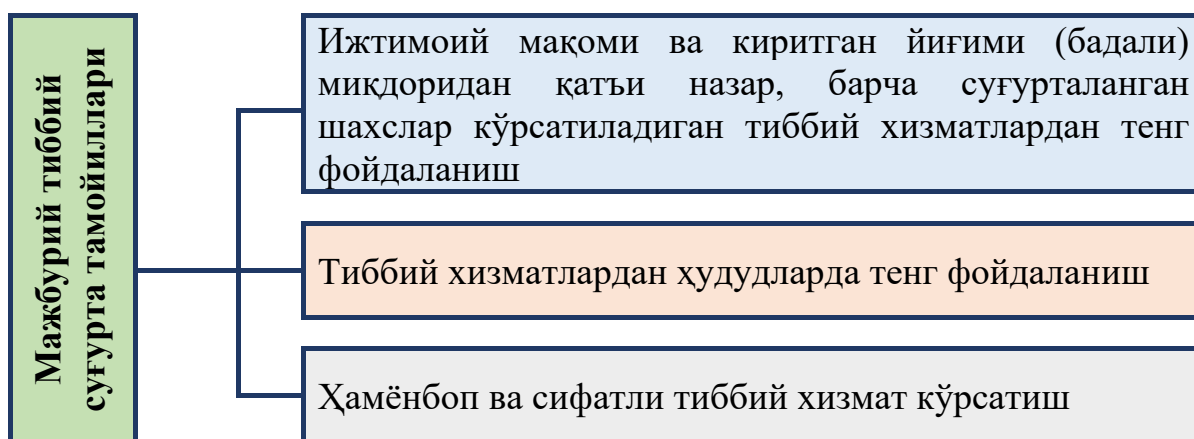 Мажбурий тиббий
суғурта тамойиллари
Ижтимоий мақоми ва киритган йиғими (бадали)
миқдоридан қатъи назар, барча суғурталанган
шахслар кўрсатиладиган тиббий хизматлардан тенг
фойдаланиш
Тиббий хизматлардан ҳудудларда тенг фойдаланиш
Ҳамёнбоп ва сифатли тиббий хизмат кўрсатиш